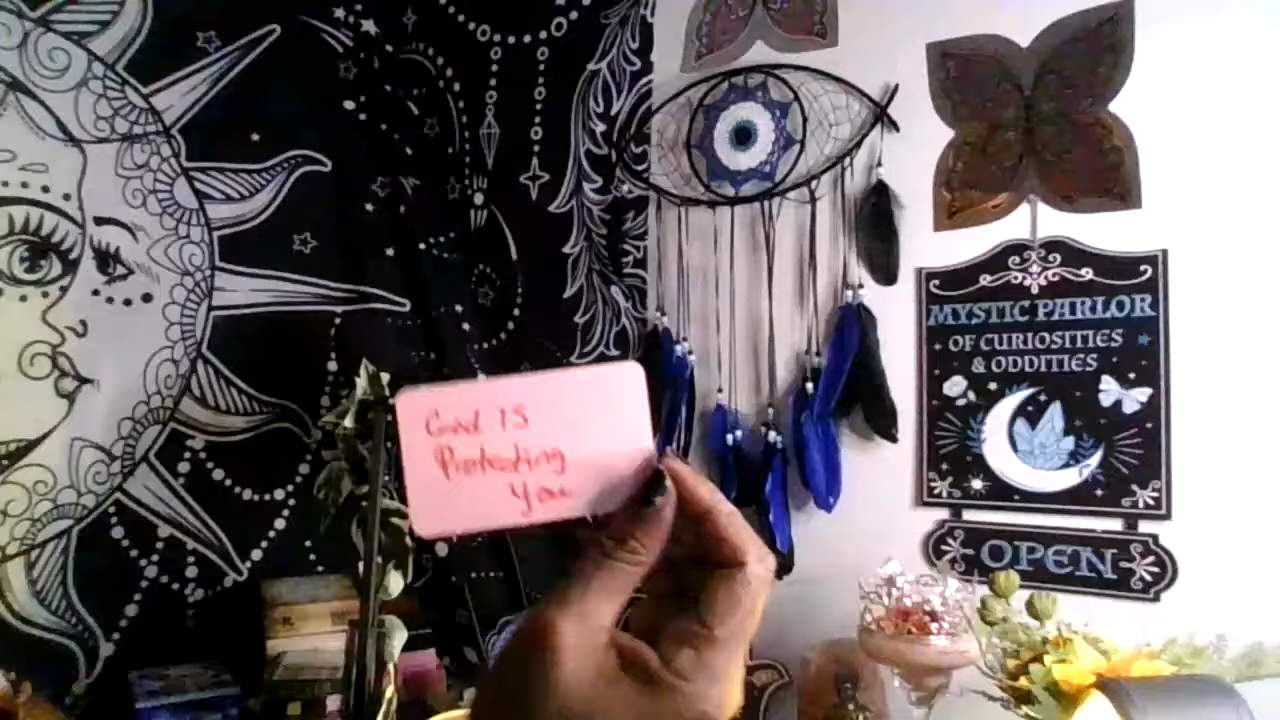 God IS
Protecting
You
MYSTIC PARLOR
OF CURIOSITIES
& ODDITIES
OPEN